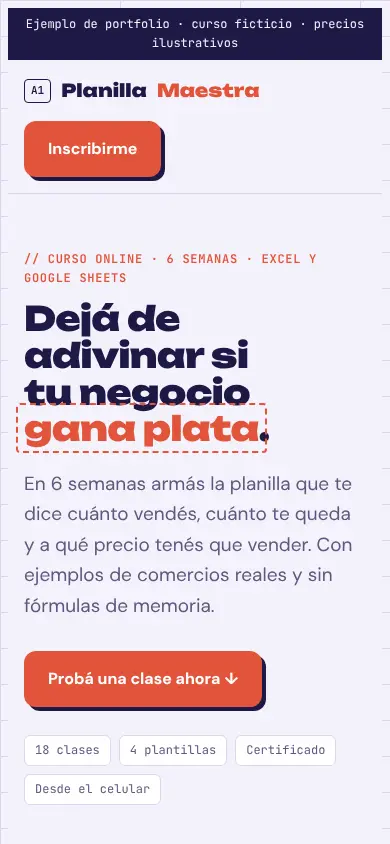 Ejemplo de portfolio · curso ficticio · precios
ilustrativos
A1 Planilla Maestra
Inscribirme
// CURSO ONLINE · 6 SEMANAS · EXCEL Y
GOOGLE SHEETS
Dejá de
adivinar si
tu negocio
gana plata.
En 6 semanas armás la planilla que te
dice cuánto vendés, cuánto te queda
y a qué precio tenés que vender. Con
ejemplos de comercios reales y sin
fórmulas de memoria.
Probá una clase ahora ↓
18 clases 4 plantillas Certificado
Desde el celular